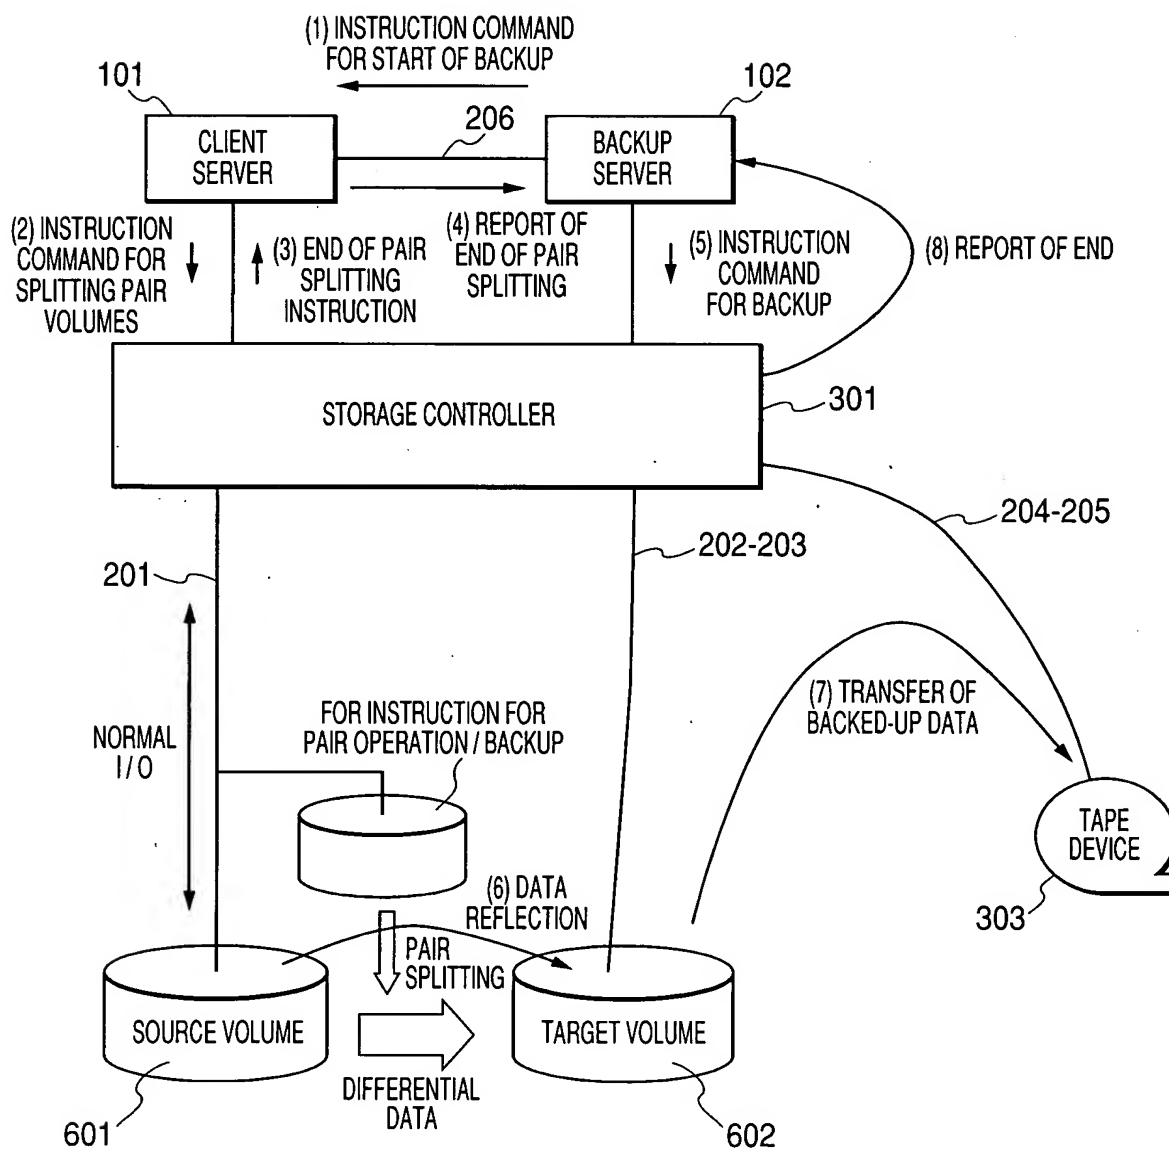 (1) INSTRUCTION COMMAND
FOR START OF BACKUP
101
102
206
CLIENT
SERVER
BACKUP
SERVER
(2) INSTRUCTION
COMMAND FOR
SPLITTING PAIR
VOLUMES
(3) END OF PAIR
SPLITTING
INSTRUCTION
(4) REPORT OF
END OF PAIR
SPLITTING
(5) INSTRUCTION
COMMAND
FOR BACKUP
(8) REPORT OF END
STORAGE CONTROLLER
301
204-205
202-203
201
NORMAL
I/O
FOR INSTRUCTION FOR
PAIR OPERATION / BACKUP
(7) TRANSFER OF
BACKED-UP DATA
TAPE
DEVICE
303
(6) DATA
REFLECTION
PAIR
SPLITTING
SOURCE VOLUME
TARGET VOLUME
DIFFERENTIAL
DATA
601
602